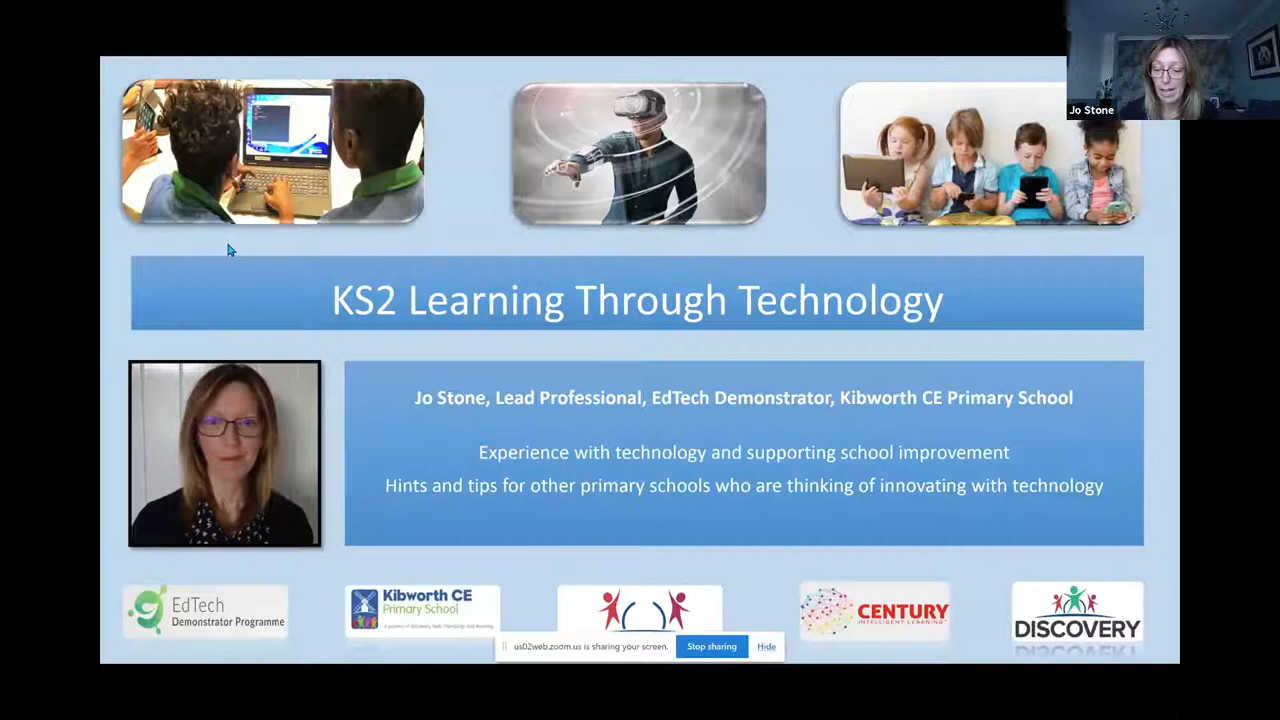 Jo Stone
KS2 Learning Through Technology
Jo Stone, Lead Professional, EdTech Demonstrator, Kibworth CE Primary School
Experience with technology and supporting school improvement
Hints and tips for other primary schools who are thinking of innovating with technology
EdTech
Demonstrator Programme
Kibworth CE
Primary School
CENTURY
INTELLIGENT LEARNING
DISCOVERY
us02web.zoom.us is sharing your screen.
Stop sharing
Hide